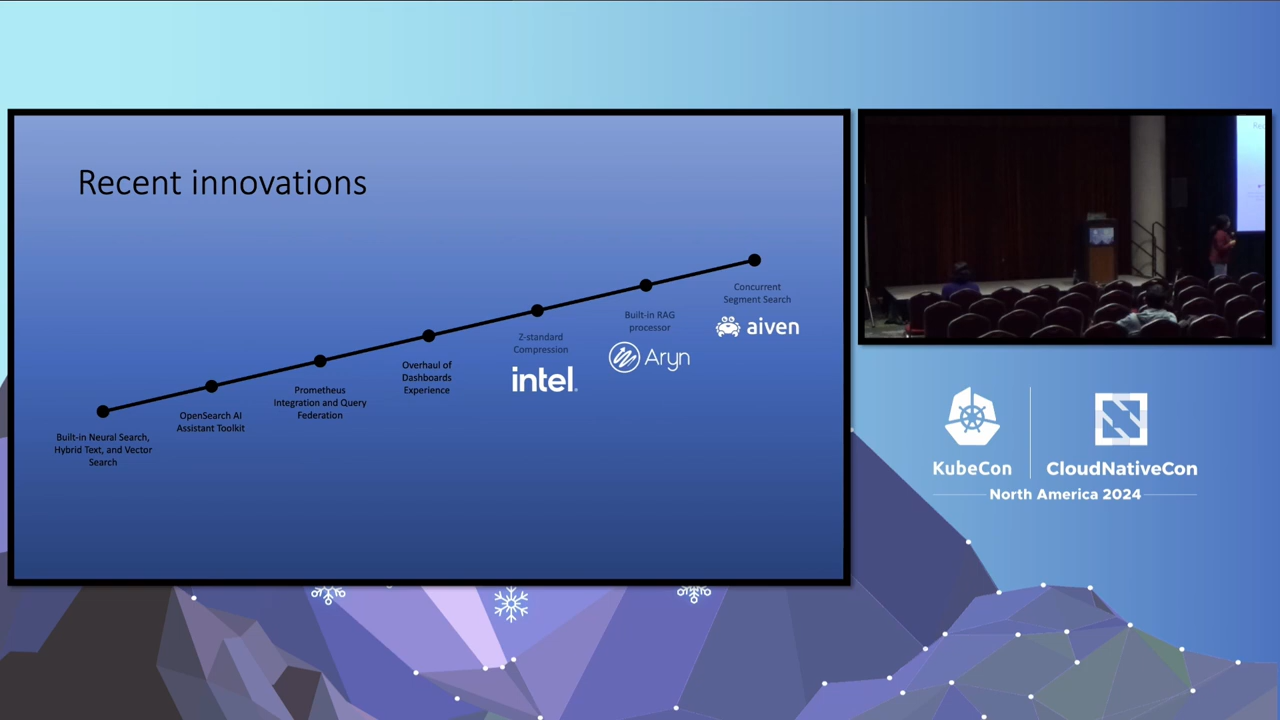 Recent innovations
Built-in Neural Search,
Hybrid Text, and Vector
Search
OpenSearch AI
Assistant Toolkit
Prometheus
Integration and Query
Federation
Overhaul of
Dashboards
Experience
Z-standard
Compression
intel.
Built-in RAG
processor
Aryn
Concurrent
Segment Search
aiven
KubeCon
CloudNativeCon
North America 2024